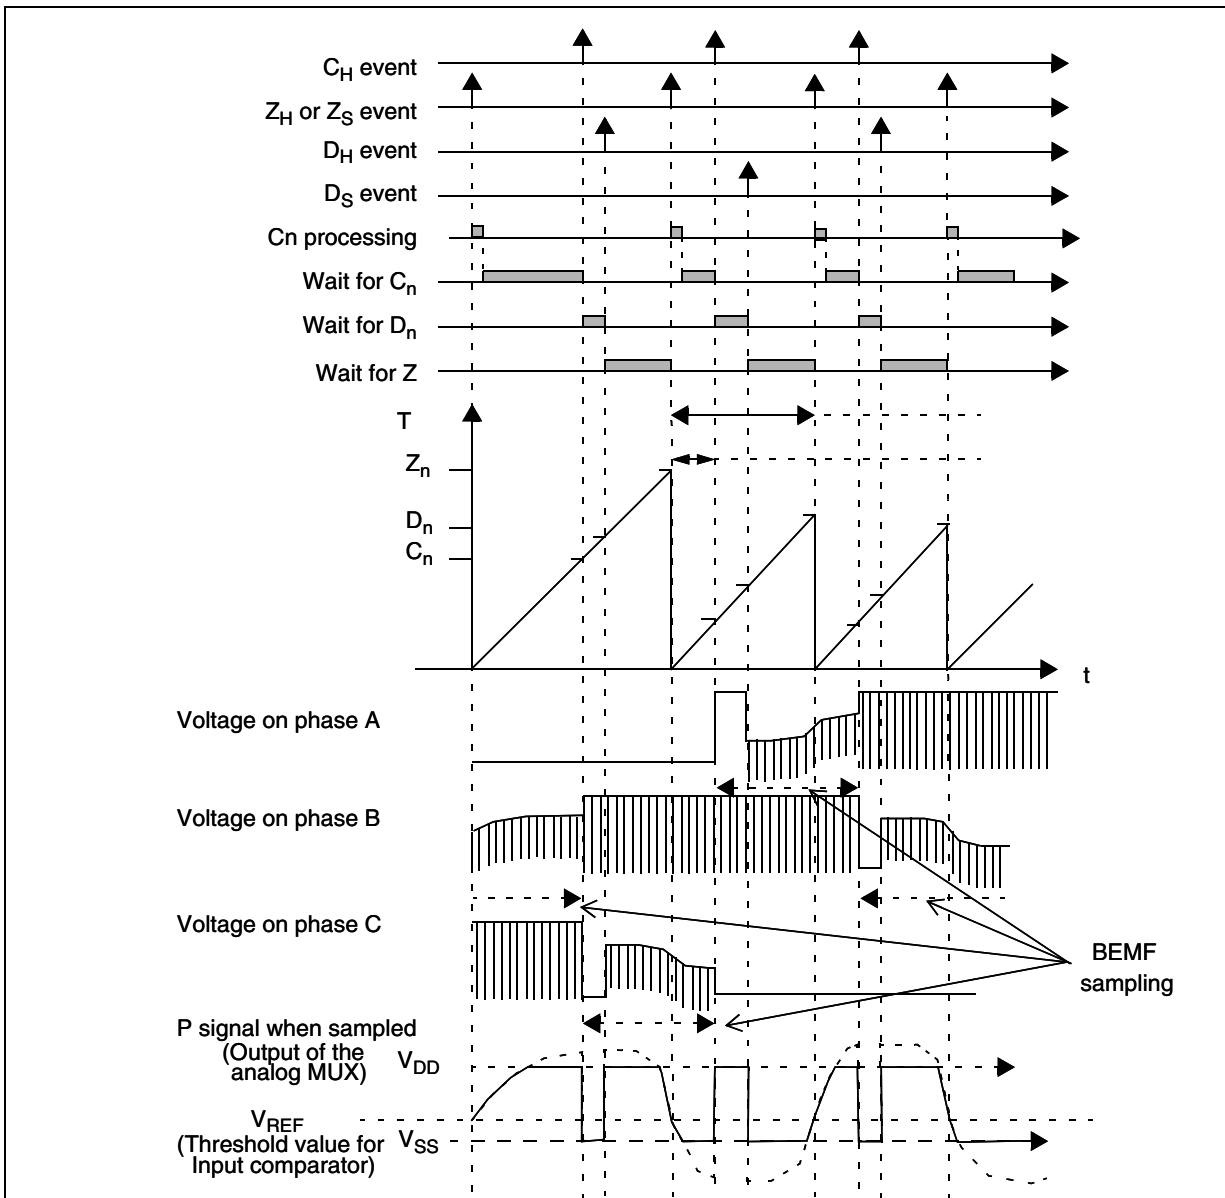 C_H event
Z_H or Z_S event
D_H event
D_S event
Cn processing
Wait for C_n
Wait for D_n
Wait for Z
T
Z_n
D_n
C_n
t
Voltage on phase A
Voltage on phase B
Voltage on phase C
BEMF
sampling
P signal when sampled
(Output of the
analog MUX)
V_DD
V_REF
(Threshold value for
Input comparator)
V_SS